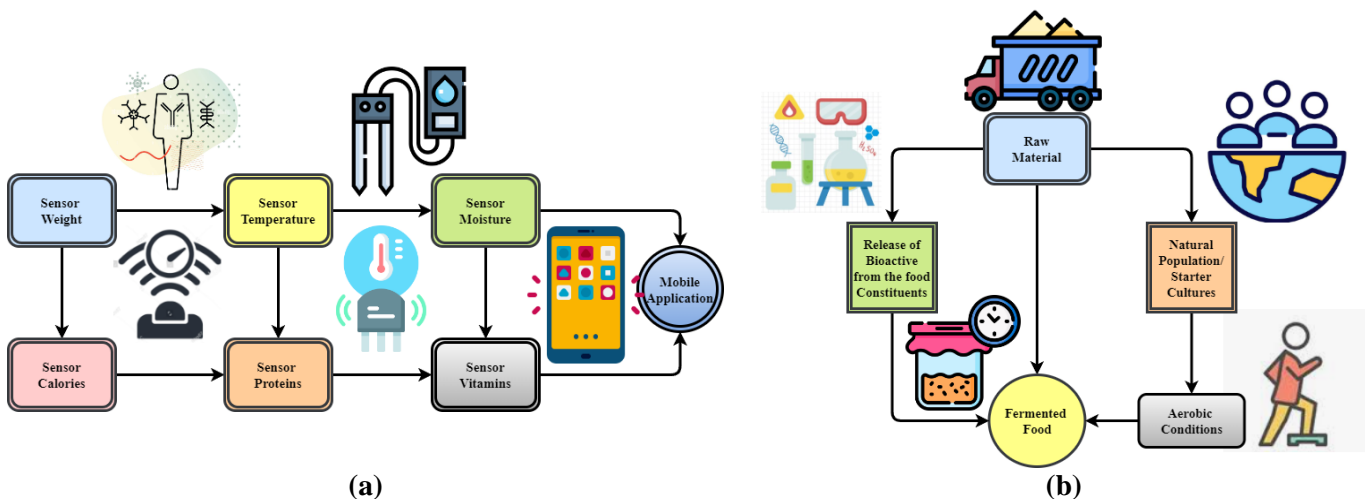 Sensor
Weight
Sensor
Temperature
Sensor
Moisture
Mobile
Application
Sensor
Calories
Sensor
Proteins
Sensor
Vitamins
(a)
H₂SO₄
Raw
Material
Release of
Bioactive
from the food
Constituents
Natural
Population/
Starter
Cultures
Fermented
Food
Aerobic
Conditions
(b)